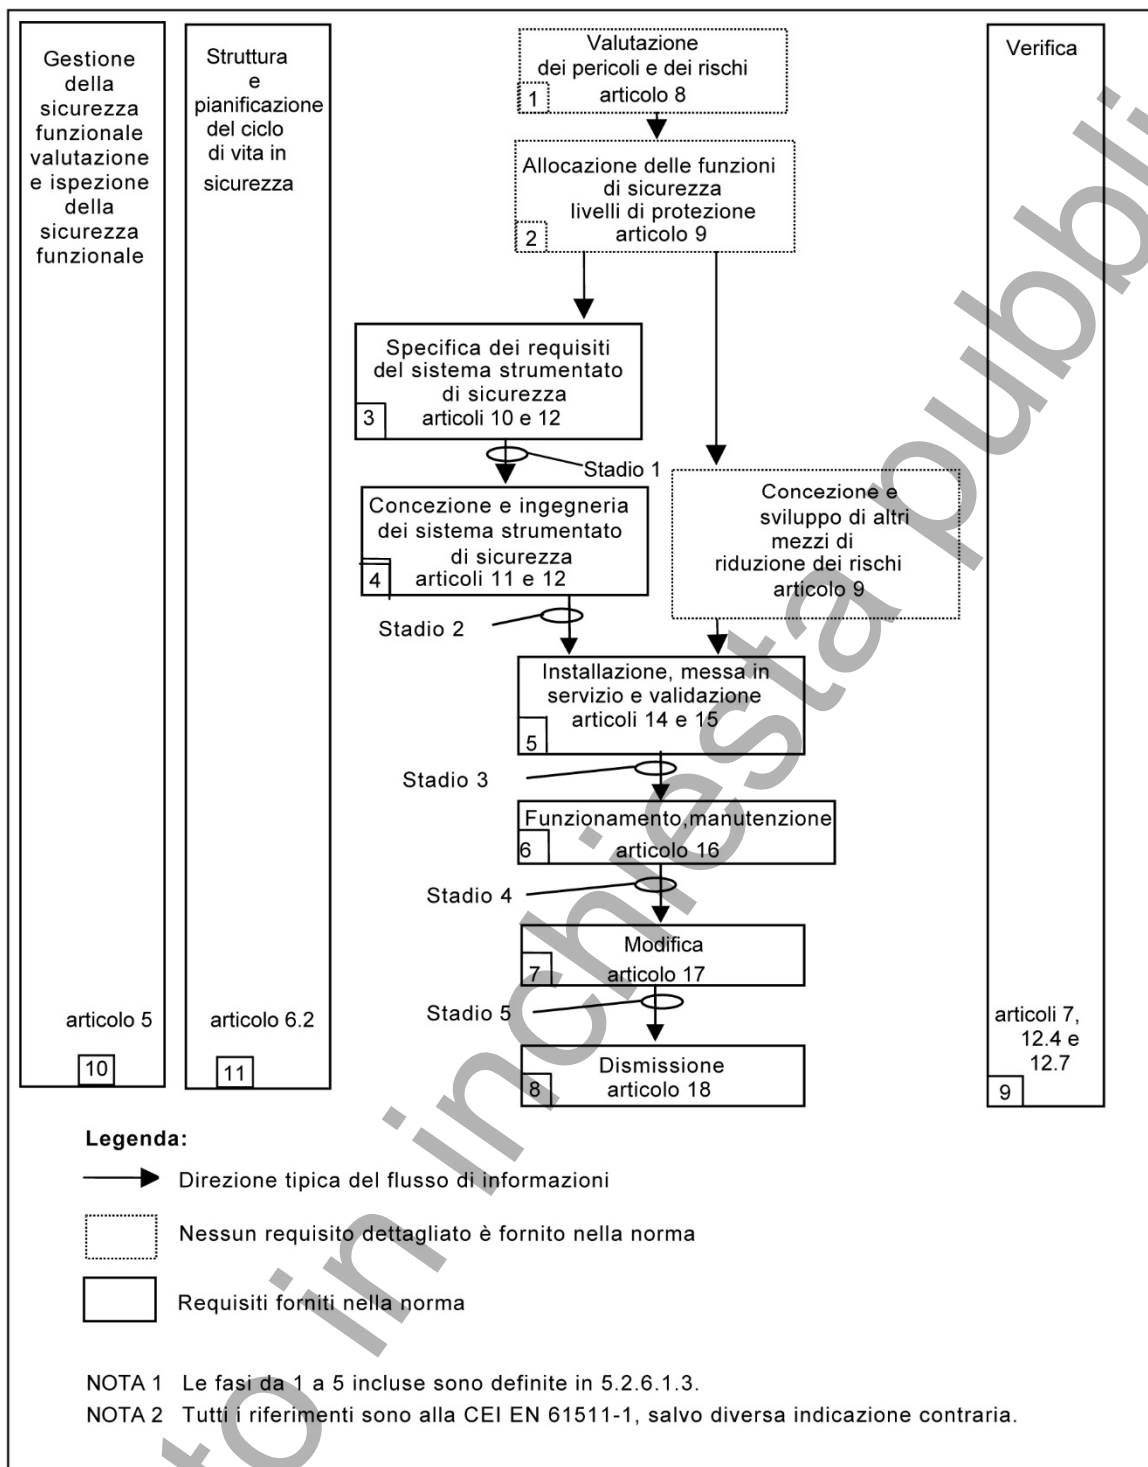 Gestione
della
sicurezza
funzionale
valutazione
e ispezione
della
sicurezza
funzionale
articolo 5
10
Struttura
e
pianificazione
del ciclo
di vita in
sicurezza
articolo 6.2
11
Valutazione
dei pericoli e dei rischi
articolo 8
1
Allocazione delle funzioni
di sicurezza
livelli di protezione
articolo 9
2
Specifica dei requisiti
del sistema strumentato
di sicurezza
articoli 10 e 12
3
Stadio 1
Concezione e ingegneria
dei sistema strumentato
di sicurezza
articoli 11 e 12
4
Concezione e
sviluppo di altri
mezzi di
riduzione dei rischi
articolo 9
Stadio 2
Installazione, messa in
servizio e validazione
articoli 14 e 15
5
Stadio 3
Funzionamento,manutenzione
articolo 16
6
Stadio 4
Modifica
articolo 17
7
Stadio 5
Dismissione
articolo 18
8
Verifica
articoli 7,
12.4 e
12.7
9
Legenda:
Direzione tipica del flusso di informazioni
Nessun requisito dettagliato è fornito nella norma
Requisiti forniti nella norma
NOTA 1 Le fasi da 1 a 5 incluse sono definite in 5.2.6.1.3.
NOTA 2 Tutti i riferimenti sono alla CEI EN 61511-1, salvo diversa indicazione contraria.
to in inchiesta pubbli